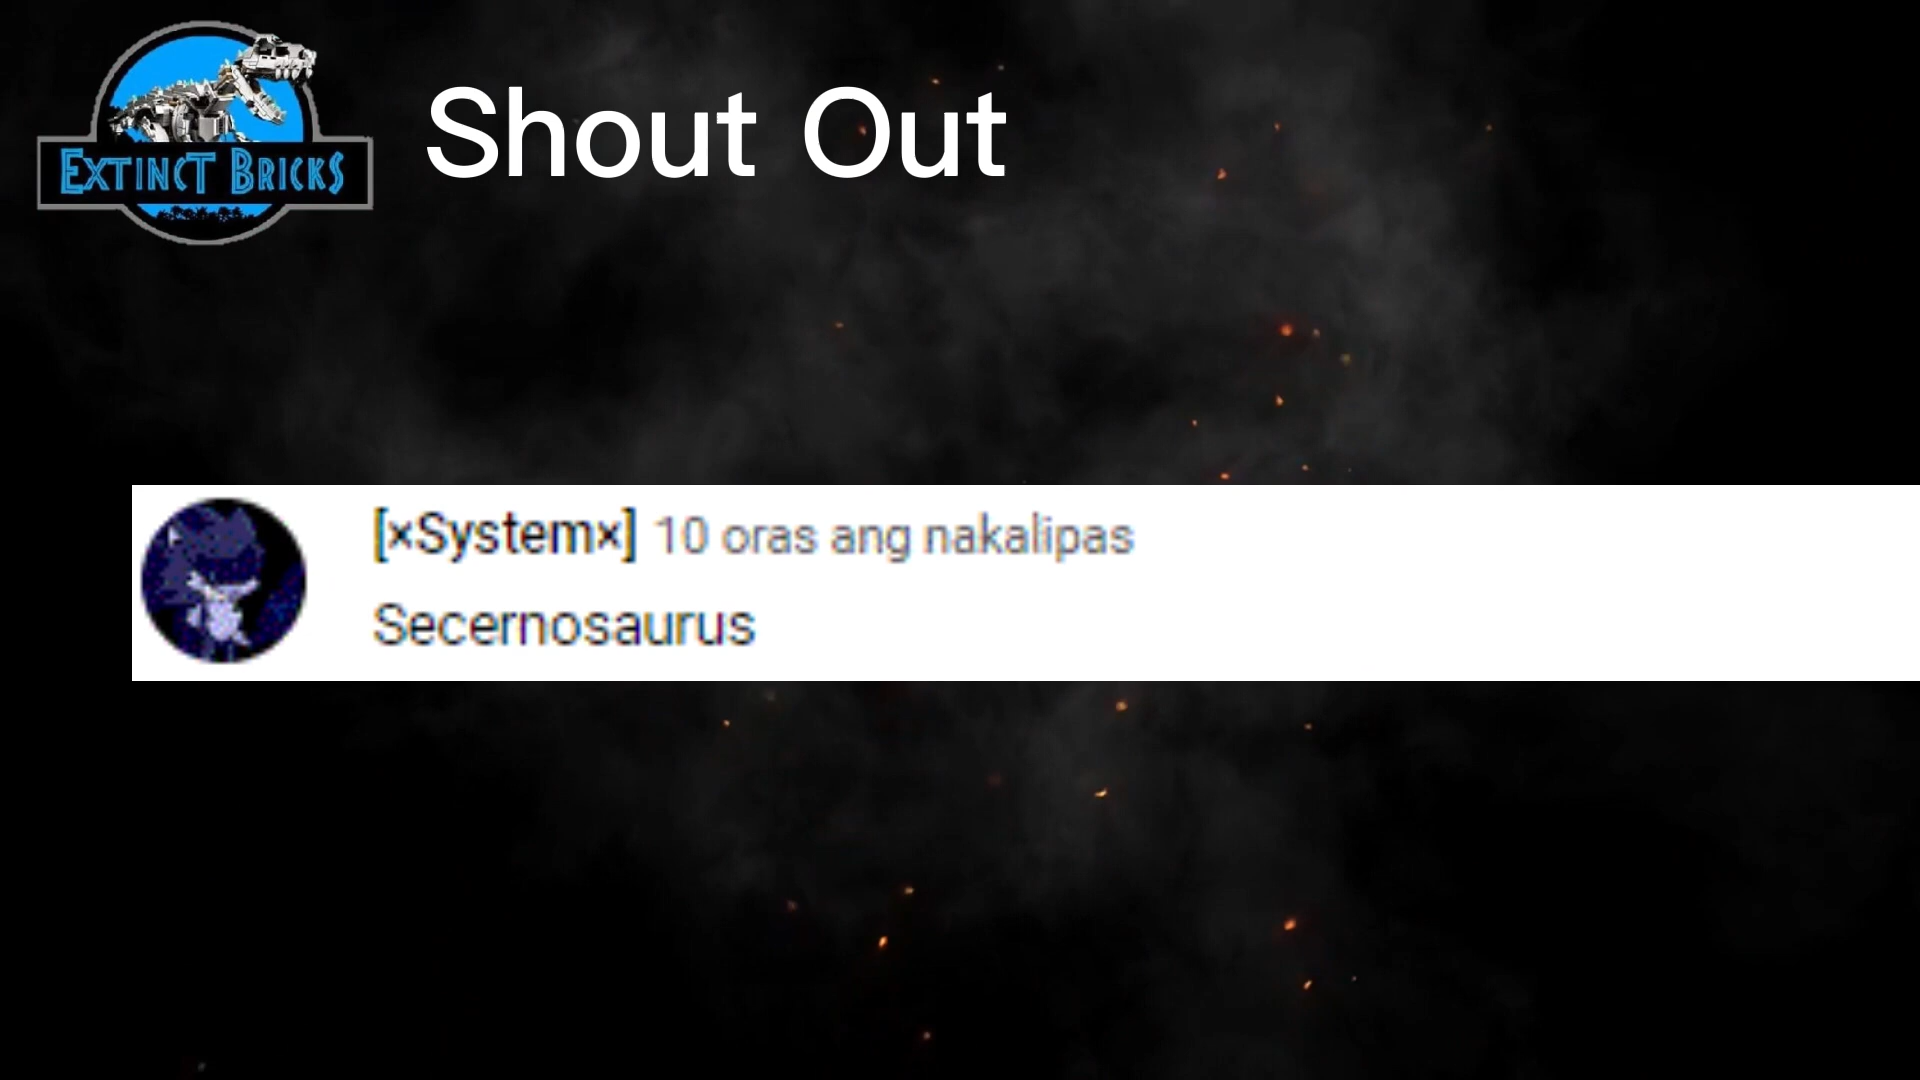 EXTINCT BRICKS
Shout Out
[×System×] 10 oras ang nakalipas
Secernosaurus